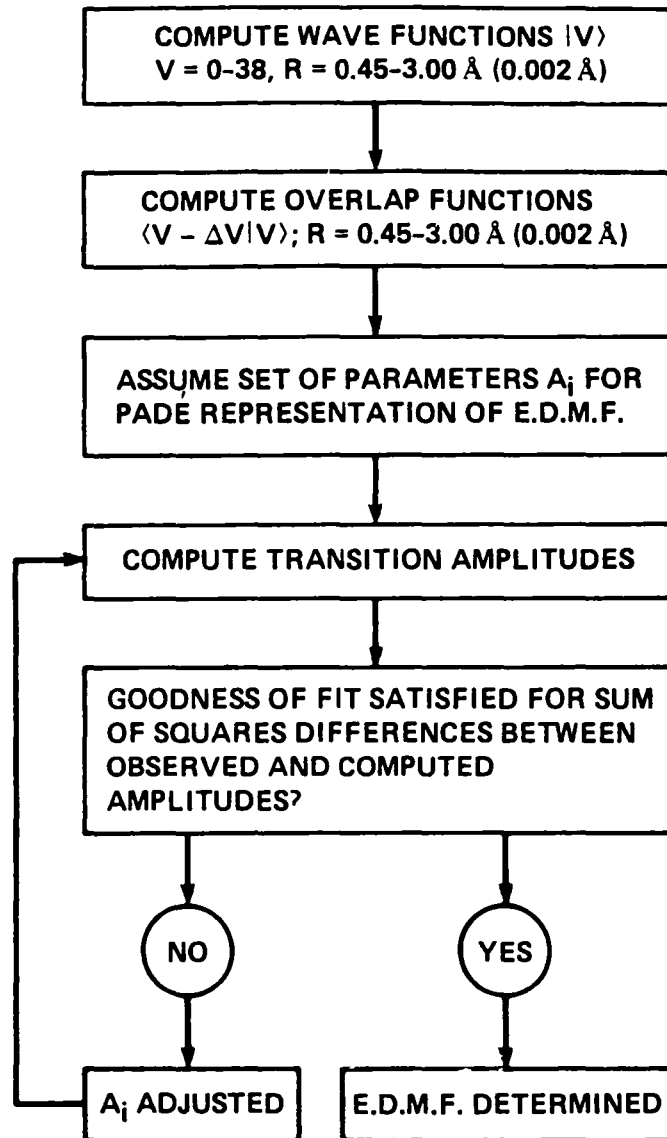 COMPUTE WAVE FUNCTIONS |V⟩
V = 0–38, R = 0.45–3.00 Å (0.002 Å)
COMPUTE OVERLAP FUNCTIONS
⟨V – ΔV|V⟩; R = 0.45–3.00 Å (0.002 Å)
ASSUME SET OF PARAMETERS Ai FOR
PADÉ REPRESENTATION OF E.D.M.F.
COMPUTE TRANSITION AMPLITUDES
GOODNESS OF FIT SATISFIED FOR SUM
OF SQUARES DIFFERENCES BETWEEN
OBSERVED AND COMPUTED
AMPLITUDES?
NO
YES
Ai ADJUSTED
E.D.M.F. DETERMINED